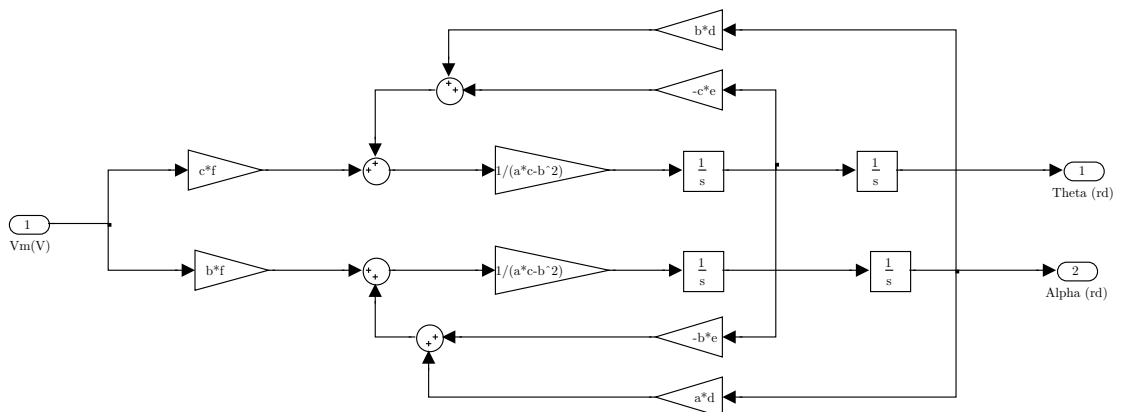 b*d
+
+
-c*e
c*f
+
+
1/(a*c-b^2)
1
s
1
s
1
Theta (rd)
1
Vm(V)
b*f
+
+
1/(a*c-b^2)
1
s
1
s
2
Alpha (rd)
+
+
-b*e
a*d